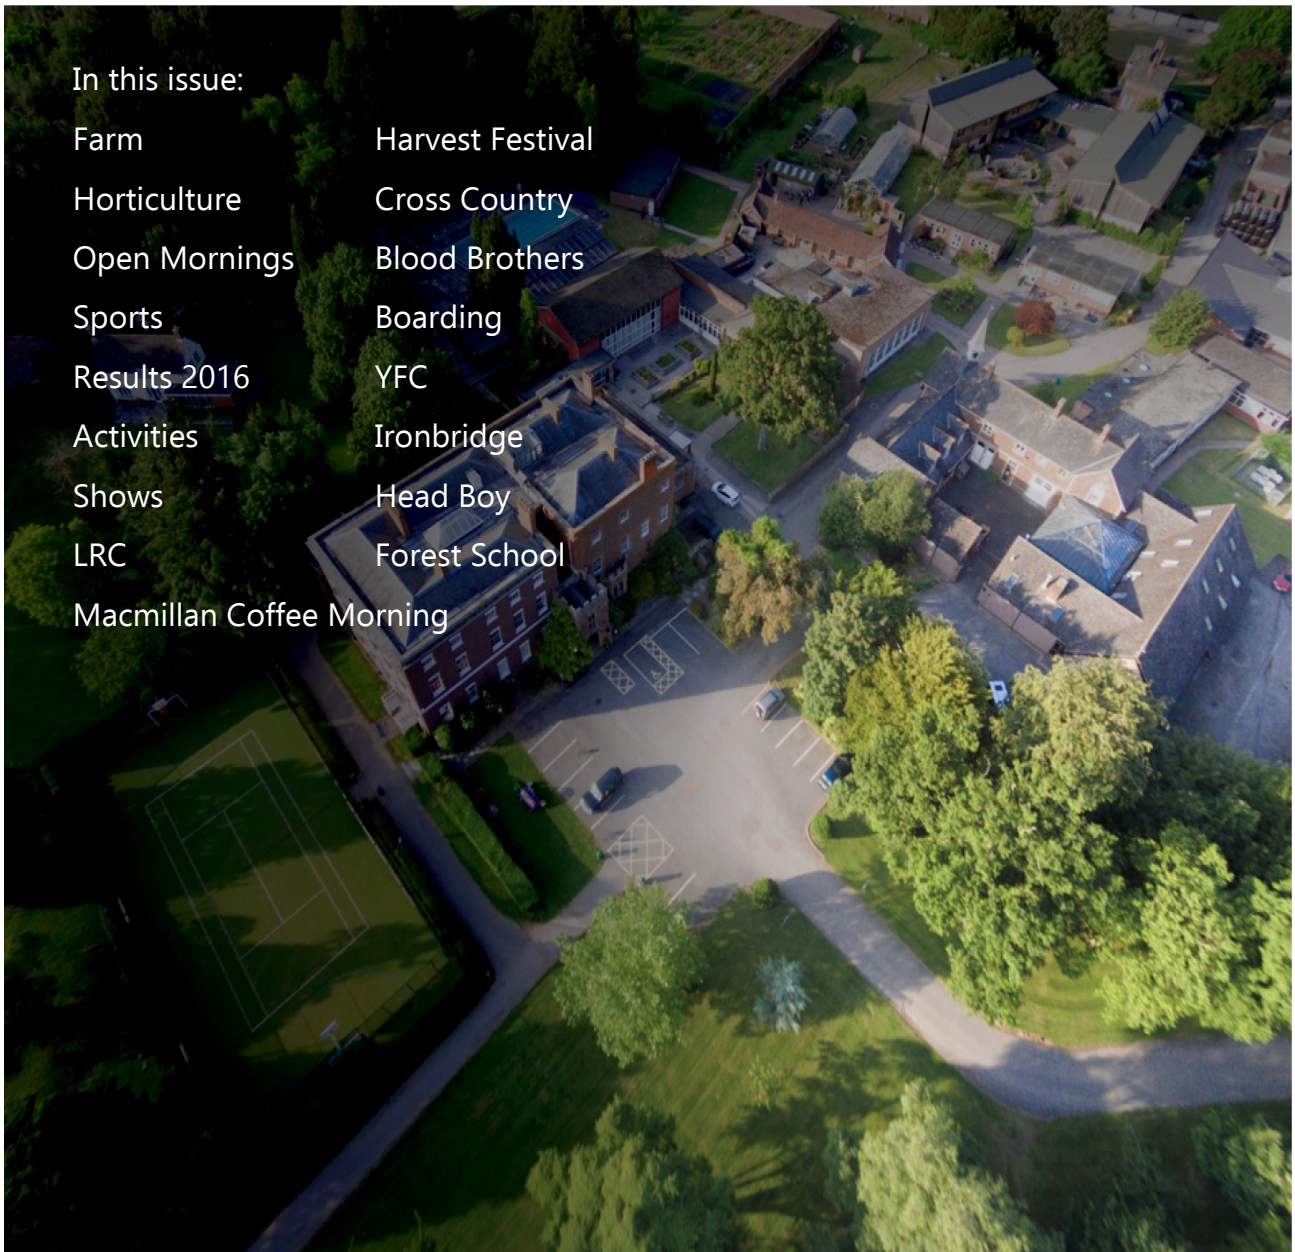 In this issue:
Farm
Horticulture
Open Mornings
Sports
Results 2016
Activities
Shows
LRC
Macmillan Coffee Morning
Harvest Festival
Cross Country
Blood Brothers
Boarding
YFC
Ironbridge
Head Boy
Forest School